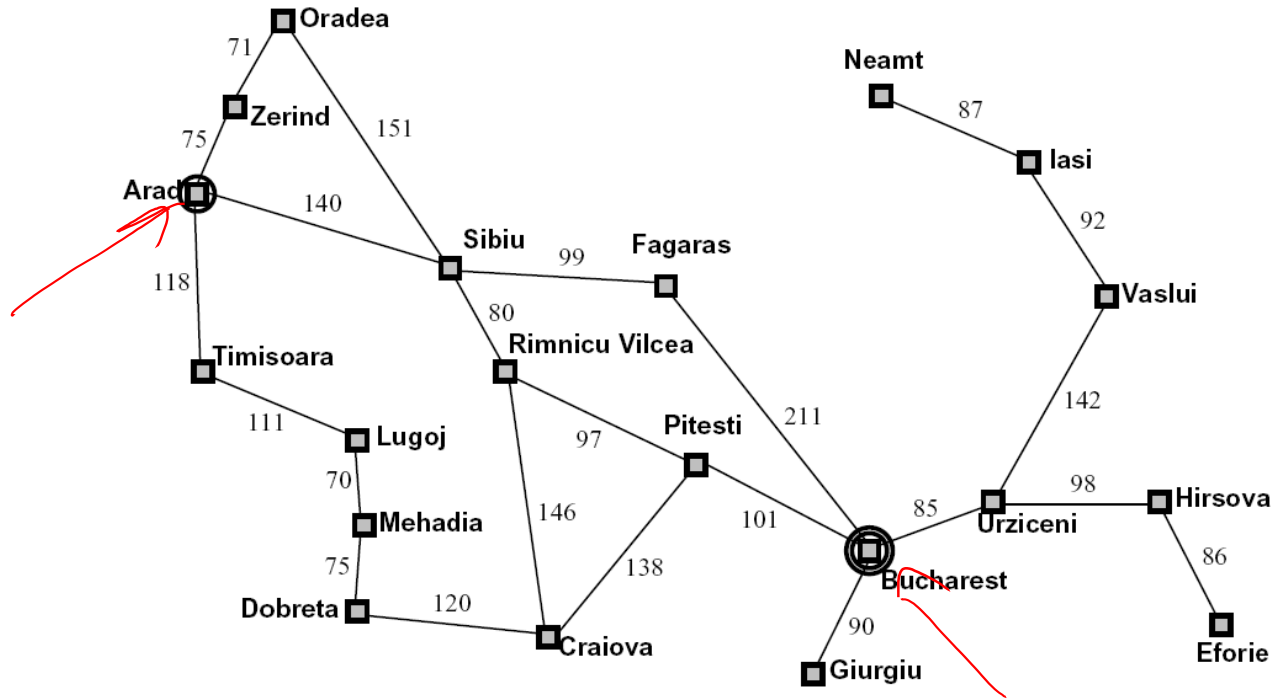 Oradea
71
Neamt
87
Zerind
75
151
Iasi
Arad
140
92
Sibiu
Fagaras
99
118
Vaslui
80
Rimnicu Vilcea
Timisoara
142
211
111
Pitesti
97
Lugoj
70
98
Hirsova
85
146
101
Urziceni
Mehadia
86
75
138
Bucharest
Dobreta
120
90
Craiova
Eforie
Giurgiu